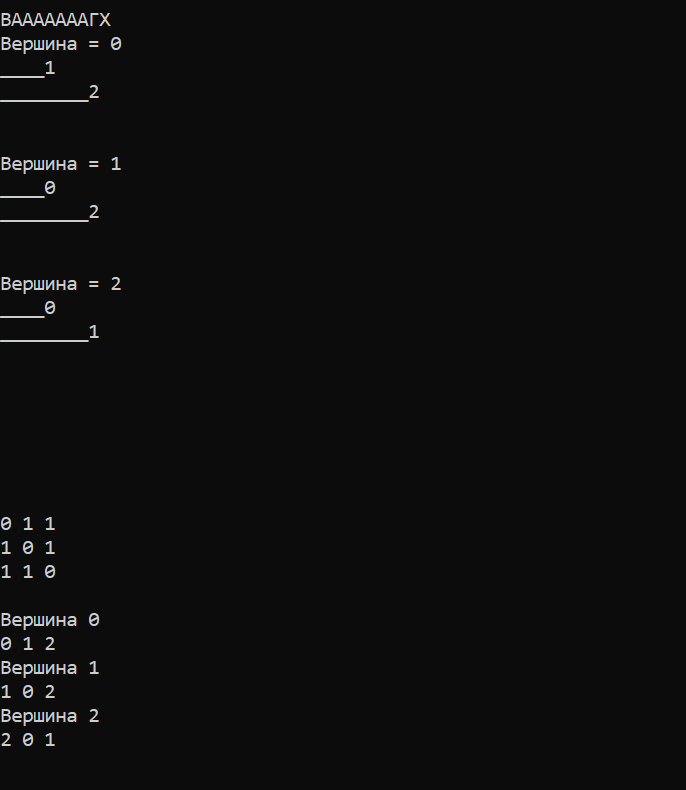 ВАAAAAAAГХ
Вершина = 0
____1
________2
Вершина = 1
____0
________2
Вершина = 2
____0
________1
0 1 1
1 0 1
1 1 0
Вершина 0
0 1 2
Вершина 1
1 0 2
Вершина 2
2 0 1